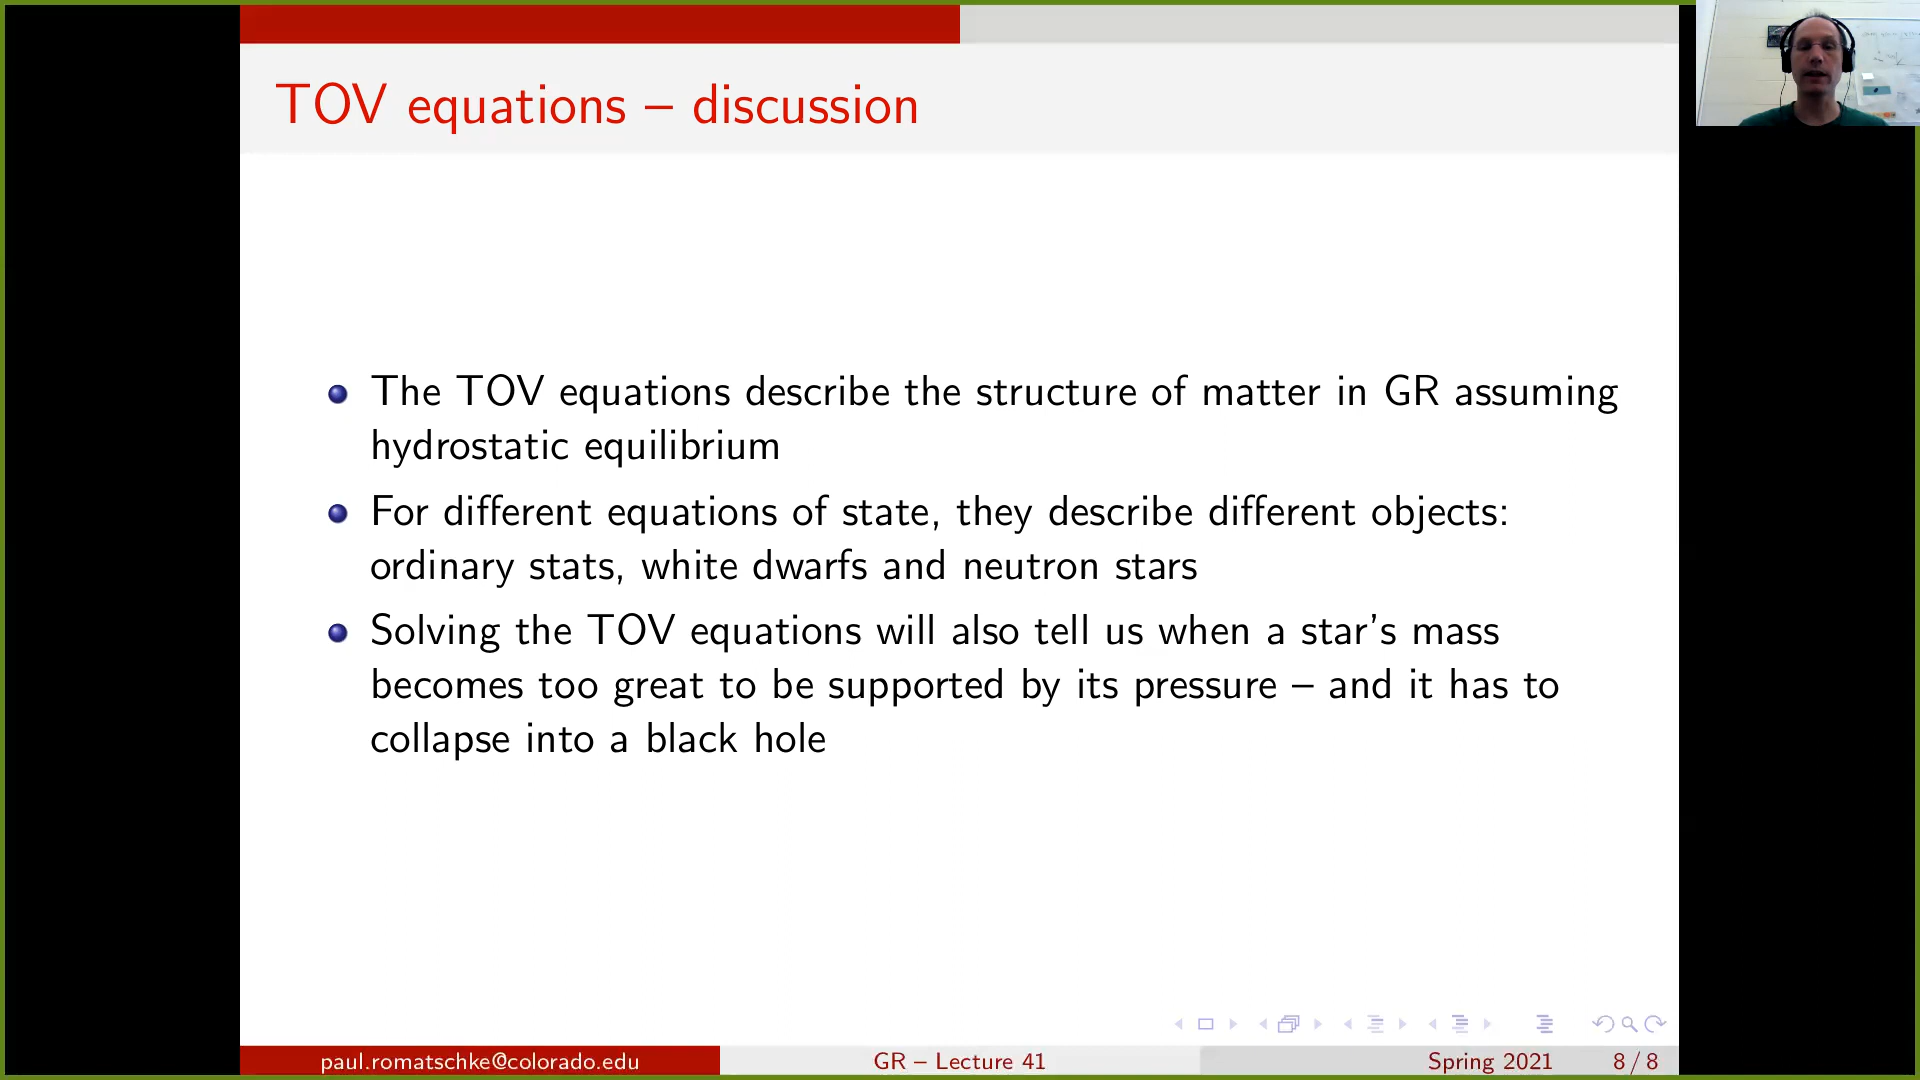 TOV equations – discussion
The TOV equations describe the structure of matter in GR assuming
hydrostatic equilibrium
For different equations of state, they describe different objects:
ordinary stats, white dwarfs and neutron stars
Solving the TOV equations will also tell us when a star's mass
becomes too great to be supported by its pressure – and it has to
collapse into a black hole
paul.romatschke@colorado.edu GR – Lecture 41 Spring 2021 8 / 8